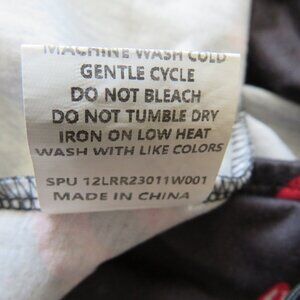 MACHINE WASH COLD
GENTLE CYCLE
DO NOT BLEACH
DO NOT TUMBLE DRY
IRON ON LOW HEAT
WASH WITH LIKE COLORS
SPU 12LRR23011W001
MADE IN CHINA